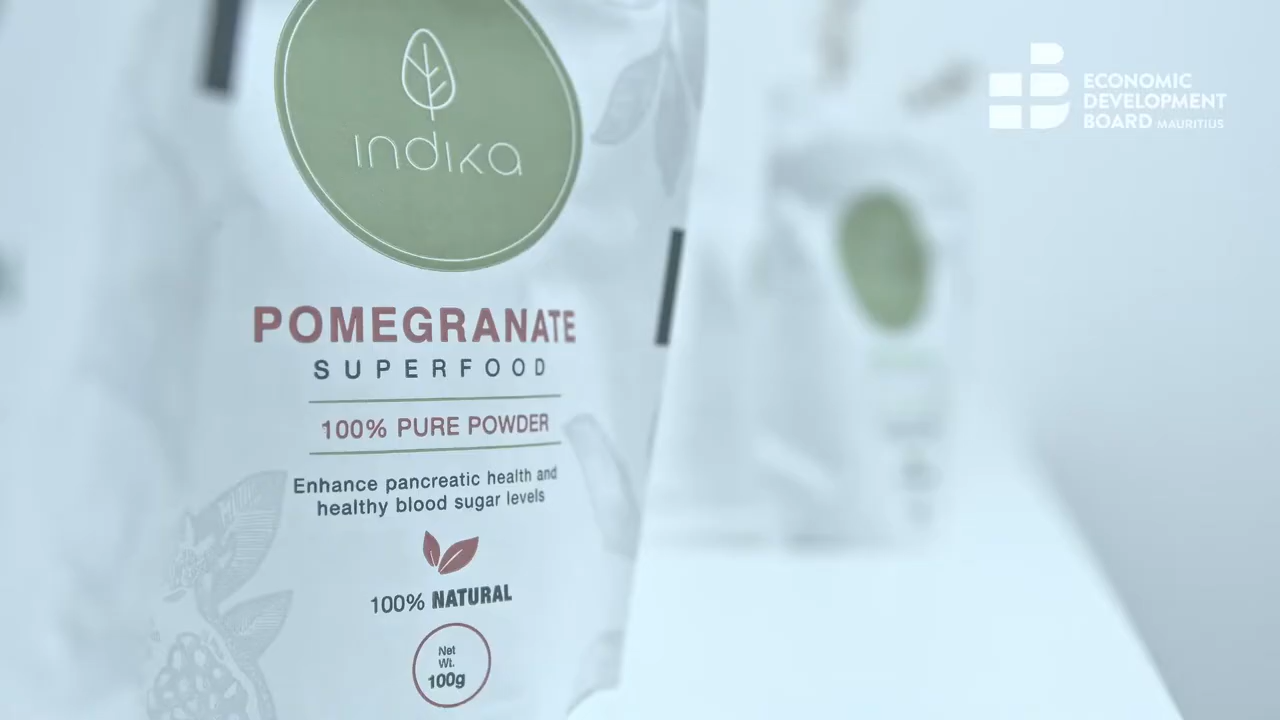 indika
POMEGRANATE
SUPERFOOD
100% PURE POWDER
Enhance pancreatic health and
healthy blood sugar levels
100% NATURAL
Net
Wt.
100g
ECONOMIC
DEVELOPMENT
BOARD MAURITIUS